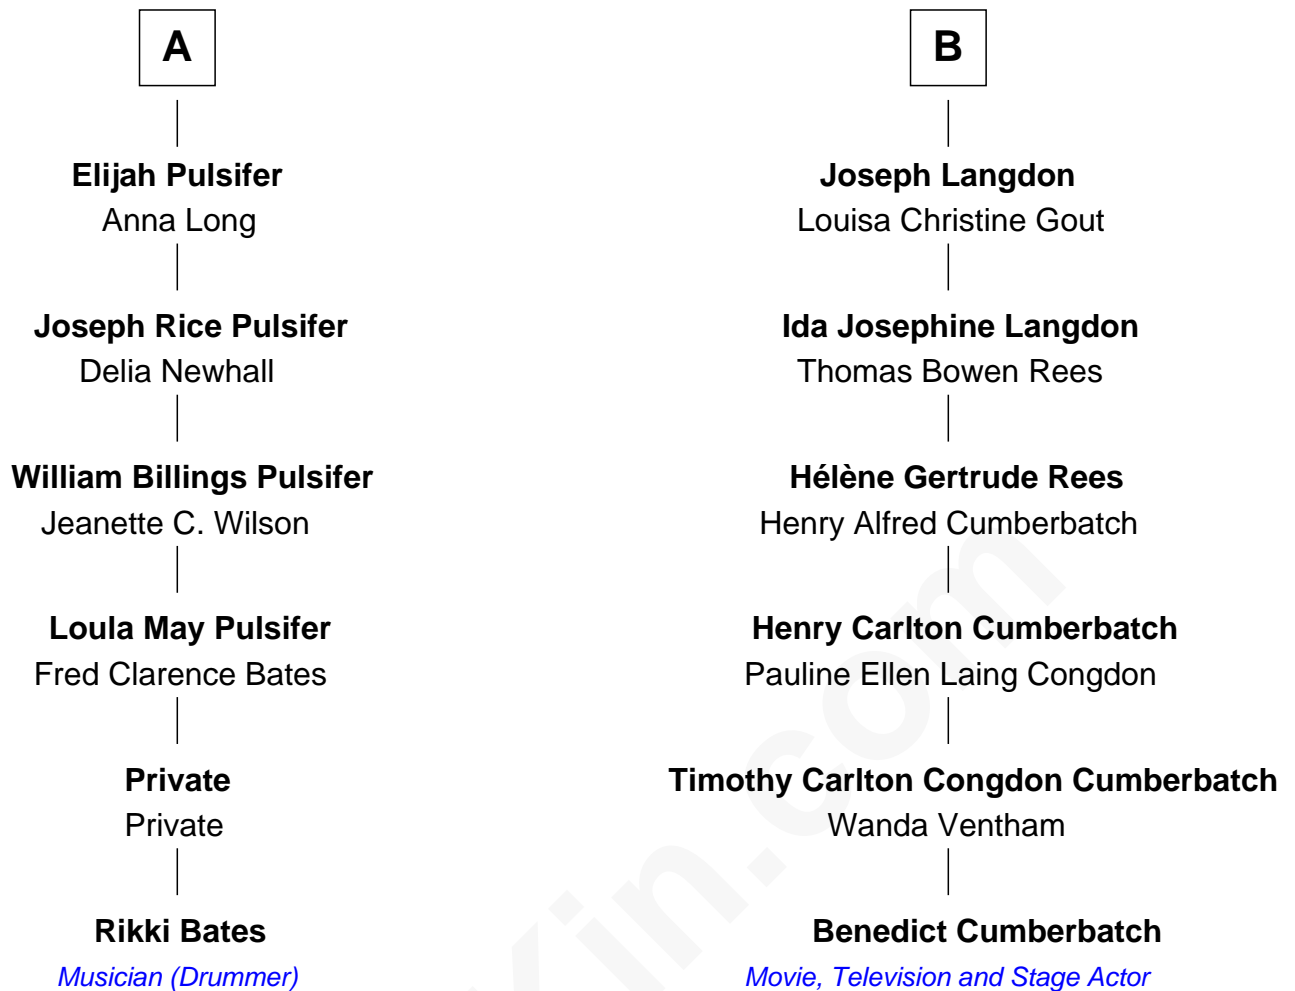 A
Elijah Pulsifer
Anna Long
Joseph Rice Pulsifer
Delia Newhall
William Billings Pulsifer
Jeanette C. Wilson
Loula May Pulsifer
Fred Clarence Bates
Private
Private
Rikki Bates
Musician (Drummer)
B
Joseph Langdon
Louisa Christine Gout
Ida Josephine Langdon
Thomas Bowen Rees
Hélène Gertrude Rees
Henry Alfred Cumberbatch
Henry Carlton Cumberbatch
Pauline Ellen Laing Congdon
Timothy Carlton Congdon Cumberbatch
Wanda Ventham
Benedict Cumberbatch
Movie, Television and Stage Actor